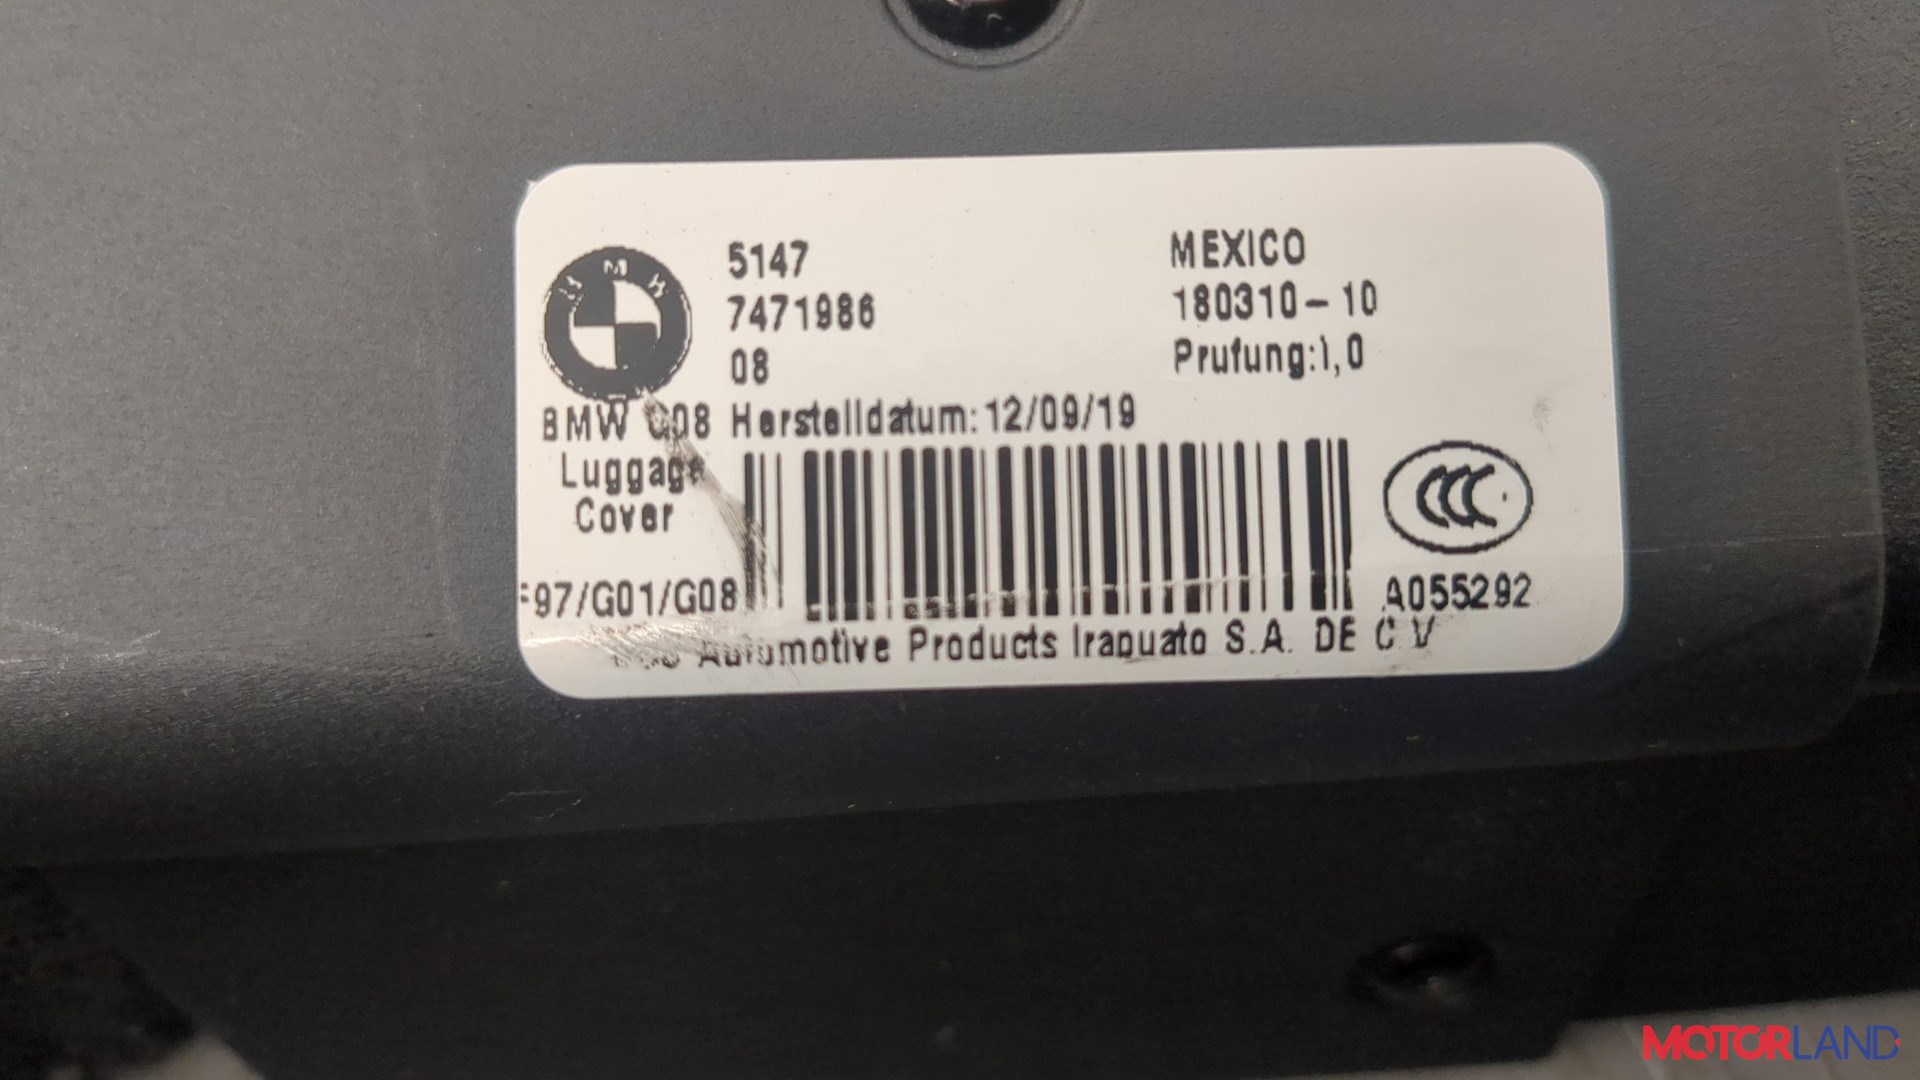 5147
7471986
08
MEXICO
180310-10
Prufung:1,0
BMW G08 Herstelldatum:12/09/19
Luggage
Cover
F97/G01/G08
A055292
Automotive Products Irapuato S.A. DE C V
MOTORLAND